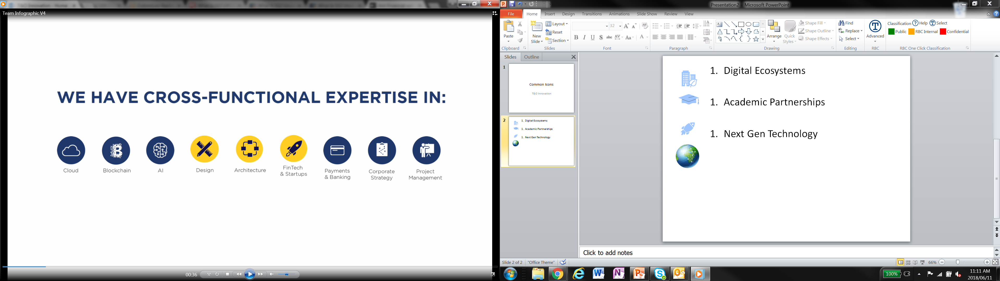 Team Infographic V4
WE HAVE CROSS-FUNCTIONAL EXPERTISE IN:
Cloud
Blockchain
AI
Design
Architecture
FinTech
& Startups
Payments
& Banking
Corporate
Strategy
Project
Management
00:36
Presentation2 - Microsoft PowerPoint
File Home Insert Design Transitions Animations Slide Show Review View
Paste
Clipboard
New
Slide
Layout
Reset
Section
Slides
32
Font
Paragraph
Arrange
Quick
Styles
Shape Fill
Shape Outline
Shape Effects
Drawing
Find
Replace
Select
Editing
Advanced
RBC
Classification Help Select
Public RBC Internal Confidential
RBC One Click Classification
Slides Outline
1
Common Icons
T&O Innovation
2
1. Digital Ecosystems
1. Academic Partnerships
1. Next Gen Technology
1. Digital Ecosystems
1. Academic Partnerships
1. Next Gen Technology
Click to add notes
Slide 2 of 2 "Office Theme" 66%
100%
11:11 AM
2018/06/11